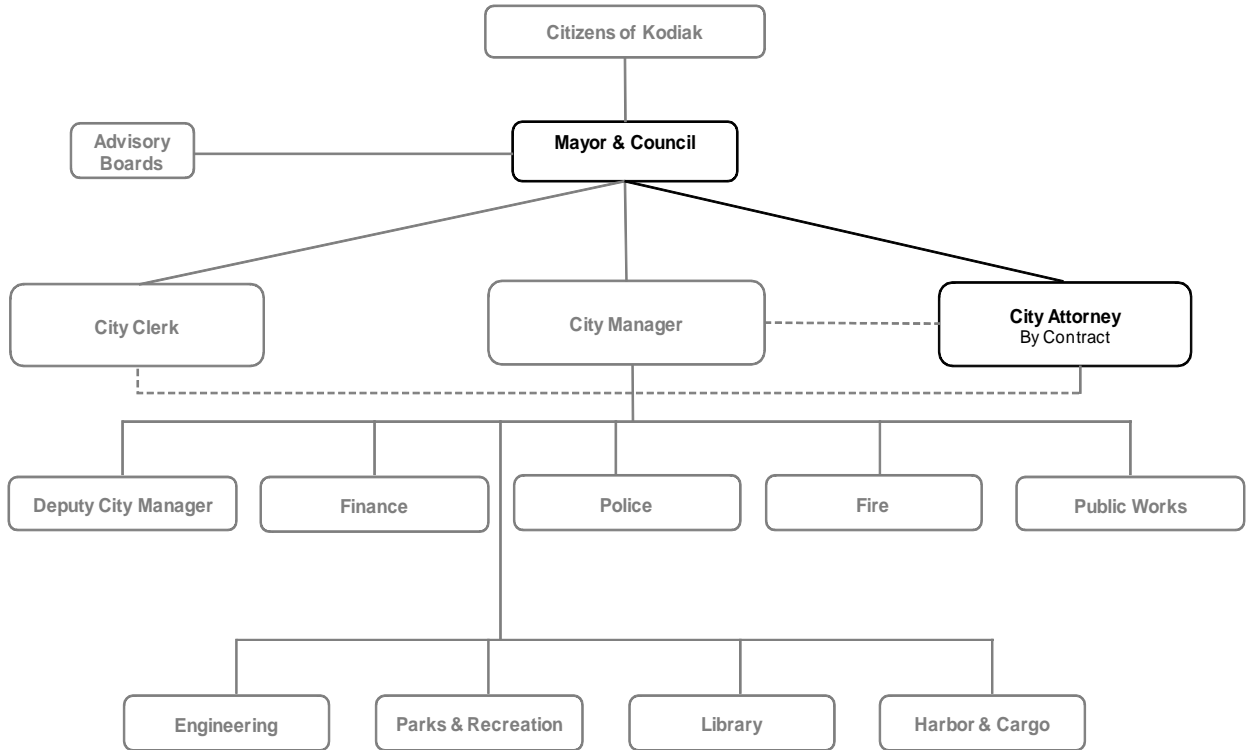 Citizens of Kodiak
Advisory
Boards
Mayor & Council
City Clerk
City Manager
City Attorney
By Contract
Deputy City Manager
Finance
Police
Fire
Public Works
Engineering
Parks & Recreation
Library
Harbor & Cargo